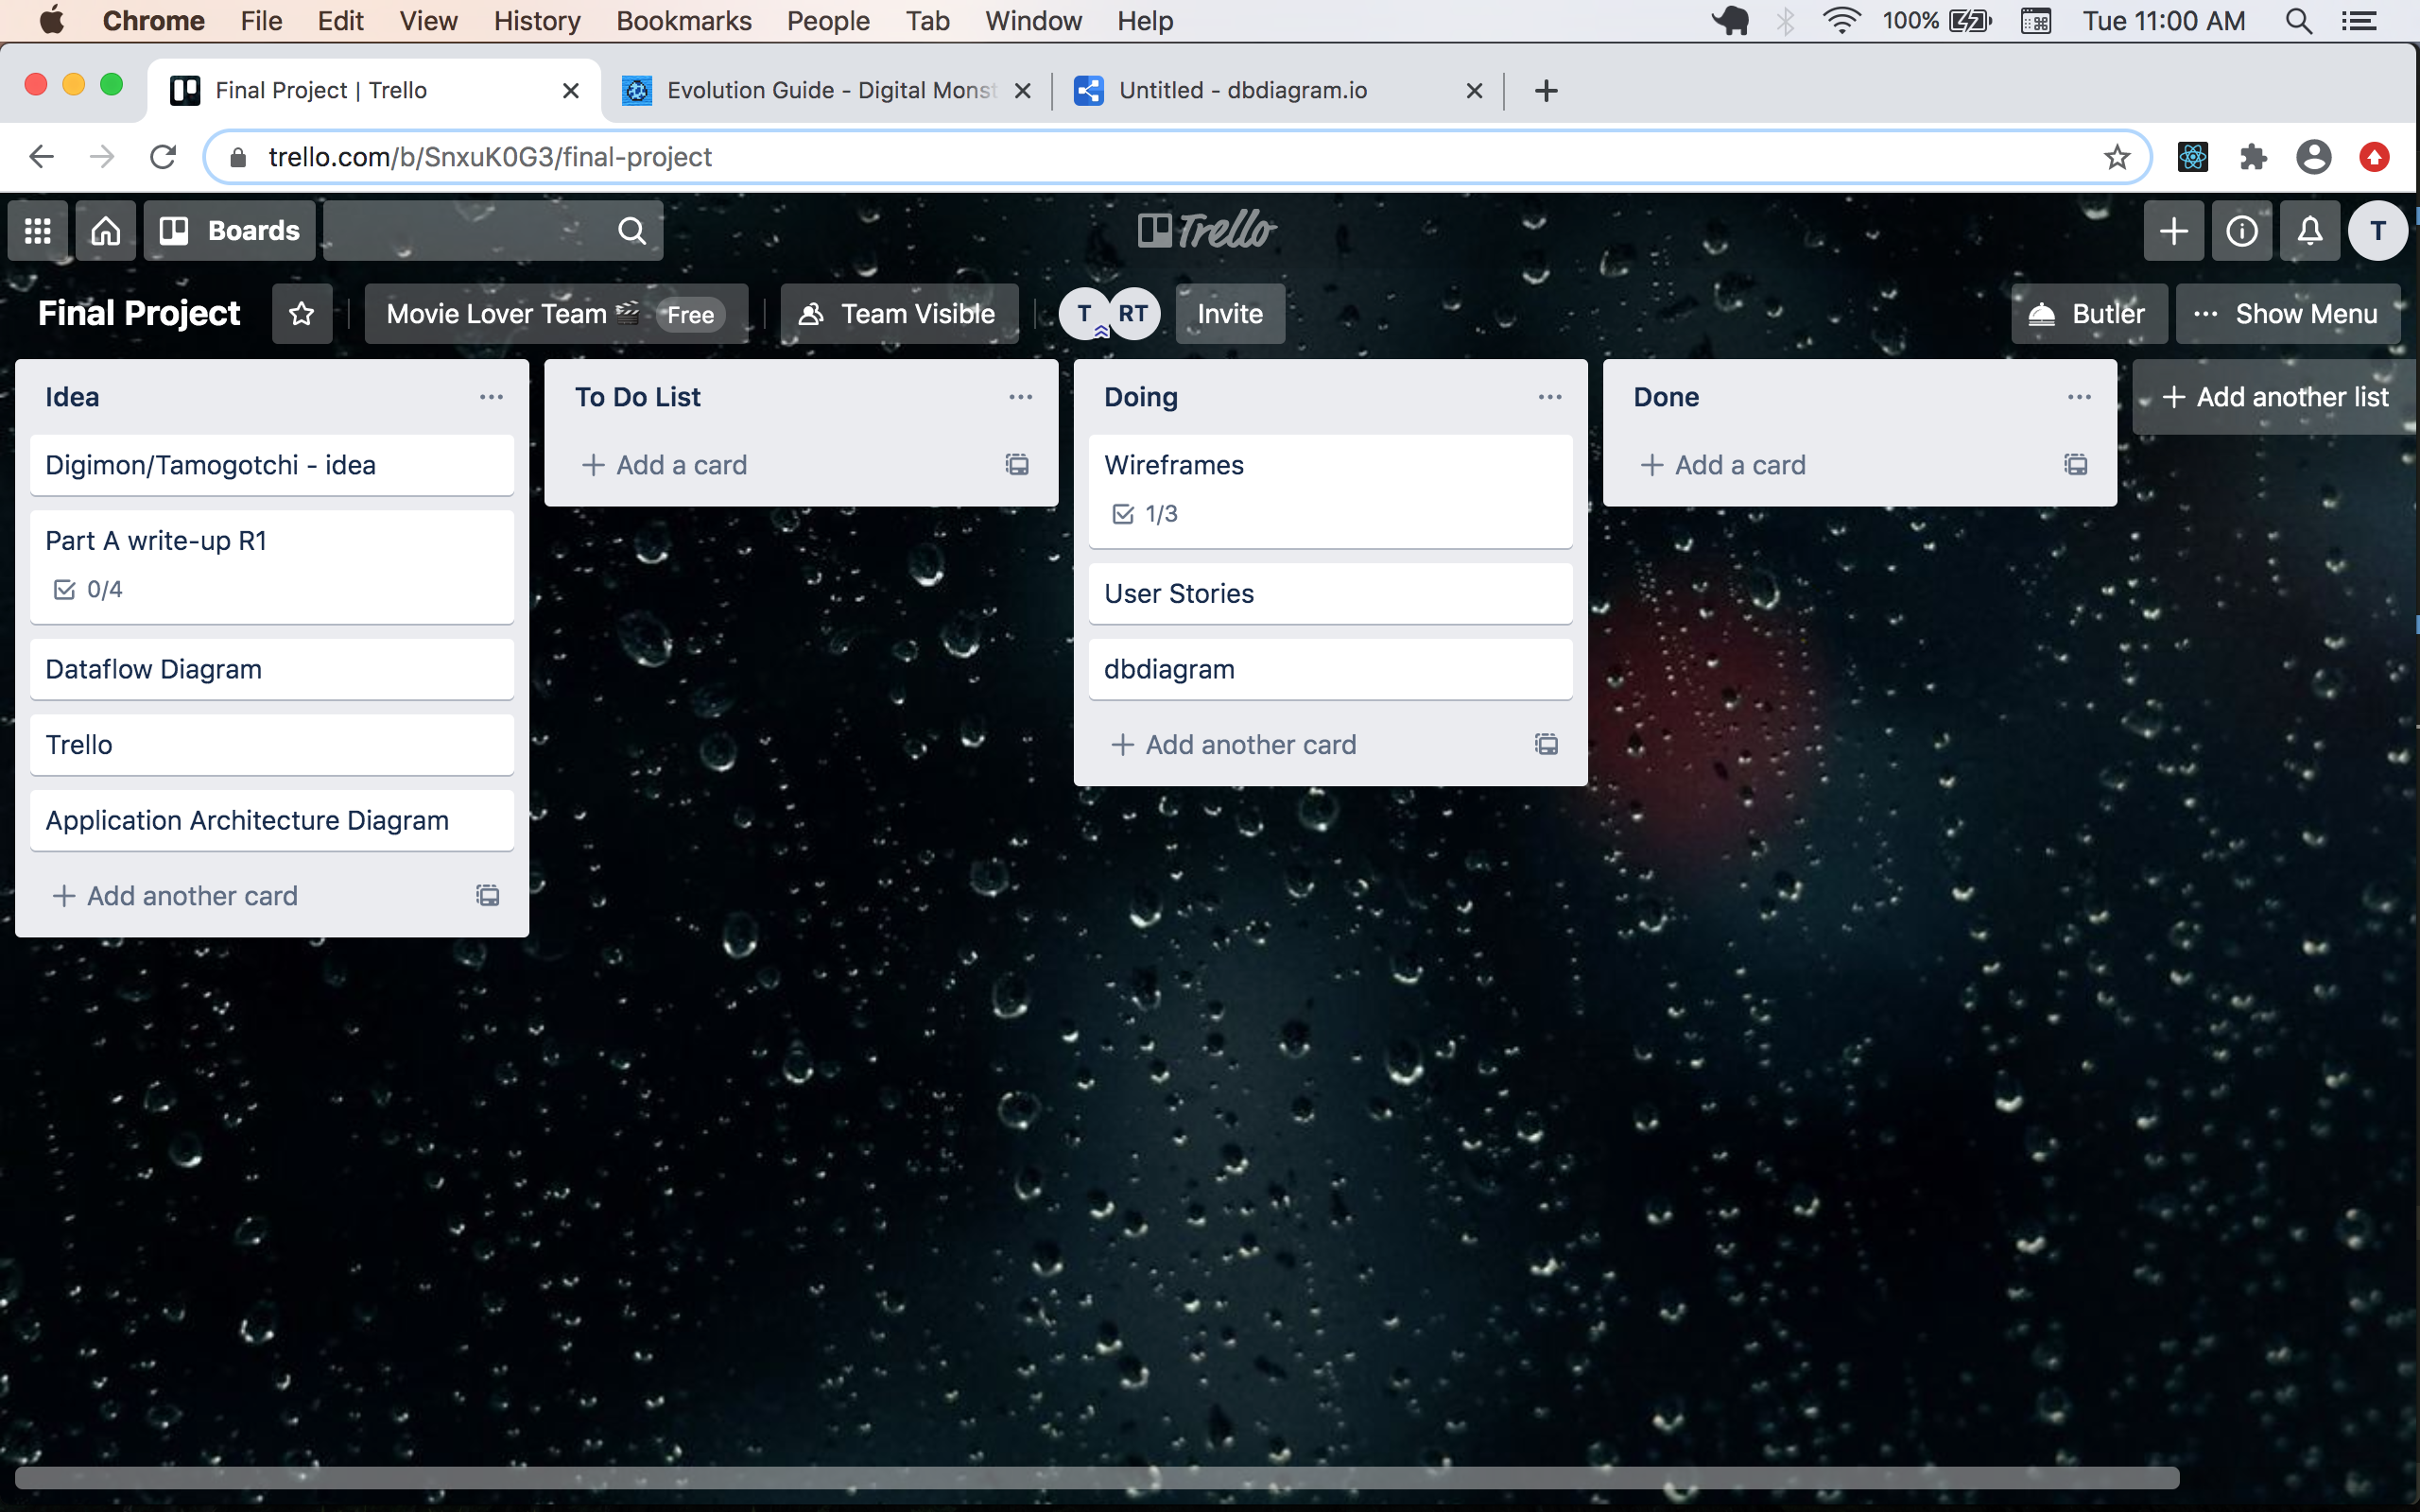 Chrome File Edit View History Bookmarks People Tab Window Help 100% Tue 11:00 AM
Final Project | Trello Evolution Guide - Digital Monst Untitled - dbdiagram.io
trello.com/b/SnxuK0G3/final-project
Boards Trello T
Final Project Movie Lover Team Free Team Visible T RT Invite Butler Show Menu
Idea
Digimon/Tamogotchi - idea
Part A write-up R1
0/4
Dataflow Diagram
Trello
Application Architecture Diagram
Add another card
To Do List
Add a card
Doing
Wireframes
1/3
User Stories
dbdiagram
Add another card
Done
Add a card
Add another list